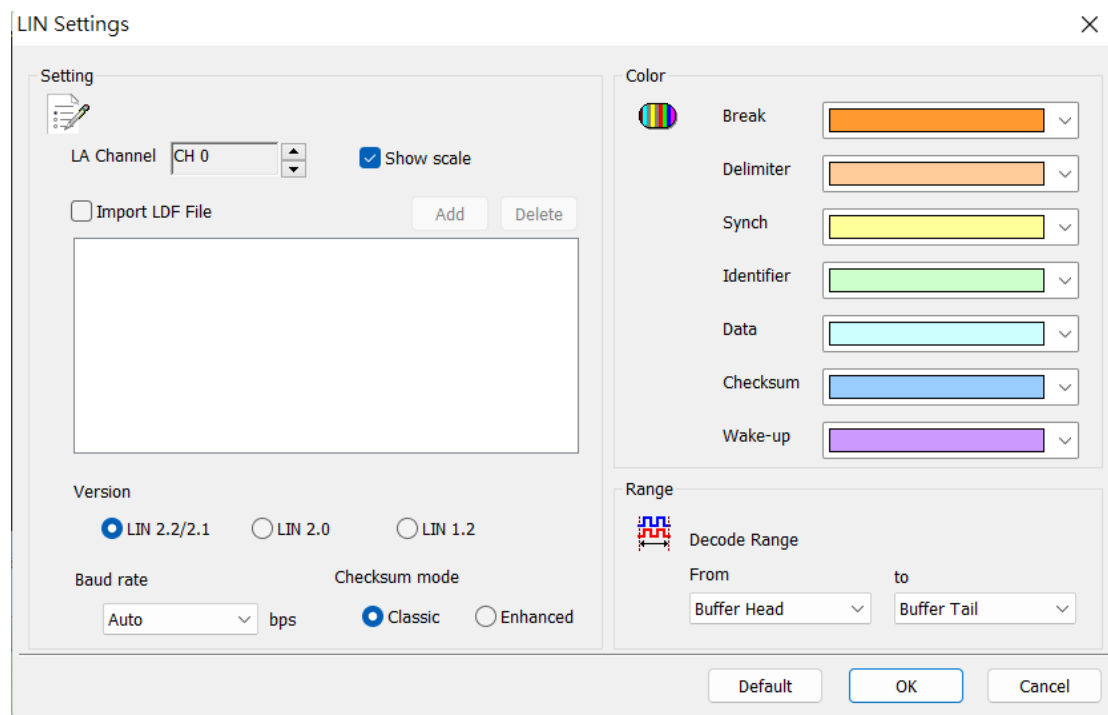 LIN Settings
Setting
LA Channel CH 0 Show scale
Import LDF File Add Delete
Version
LIN 2.2/2.1 LIN 2.0 LIN 1.2
Baud rate Checksum mode
Auto bps Classic Enhanced
Color
Break
Delimiter
Synch
Identifier
Data
Checksum
Wake-up
Range
Decode Range
From to
Buffer Head Buffer Tail
Default OK Cancel